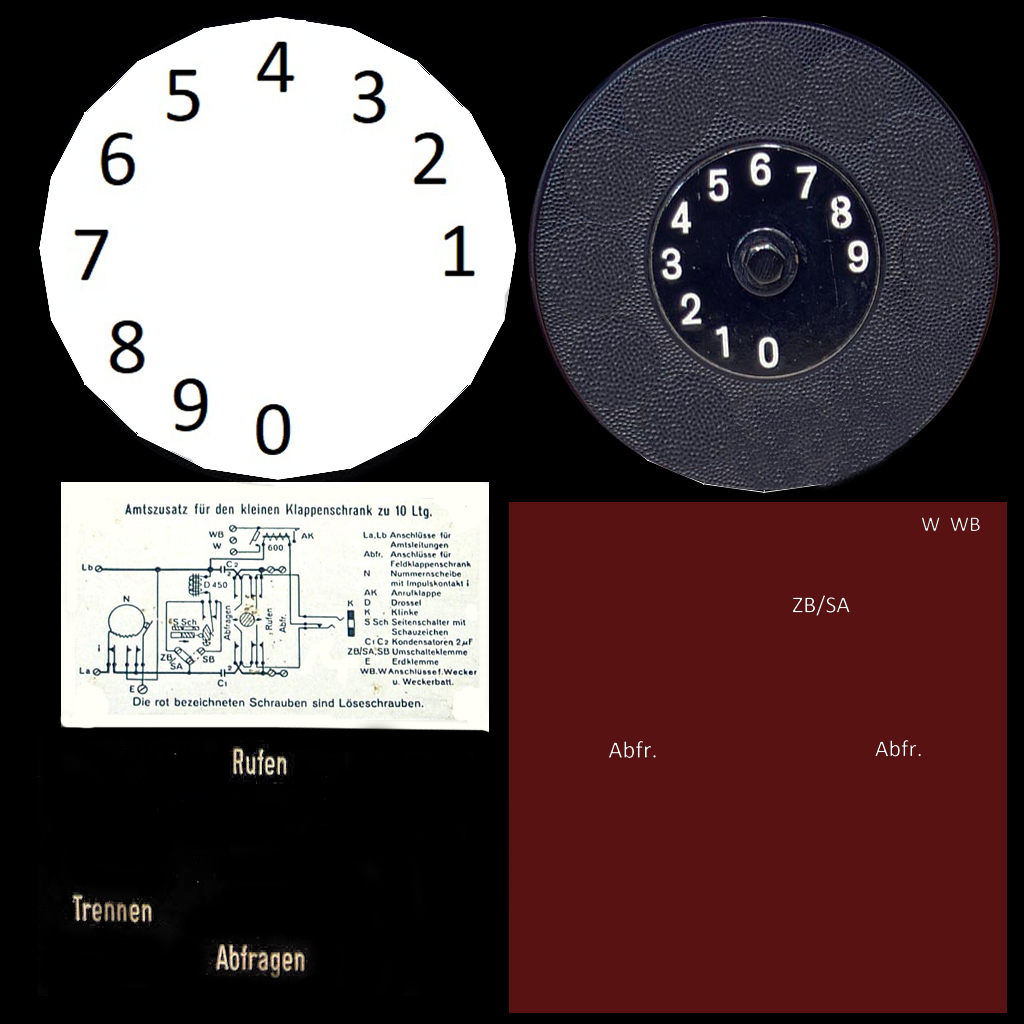 4
5
3
6
2
7
1
8
9
0
6
5
7
4
8
3
9
2
1
0
Amtszusatz für den kleinen Klappenschrank zu 10 Ltg.
WB
W
AK
600
Lb
C2
D 450
N
S Sch
Abfragen
Rufen
Abfr.
K
i
ZB
SA
SB
La
C1
E
La,Lb Anschlüsse für
Amtsleitungen
Abfr. Anschlüsse für
Feldklappenschrank
N Nummernscheibe
mit Impulskontakt i
AK Anrufklappe
D Drossel
K Klinke
S Sch Seitenschalter mit
Schauzeichen
C1 C2 Kondensatoren 2µF
ZB/SA,SB Umschalteklemme
E Erdklemme
WB.W Anschlüsse f. Wecker
u. Weckerbatt.
Die rot bezeichneten Schrauben sind Löseschrauben.
Rufen
Trennen
Abfragen
W WB
ZB/SA
Abfr. Abfr.